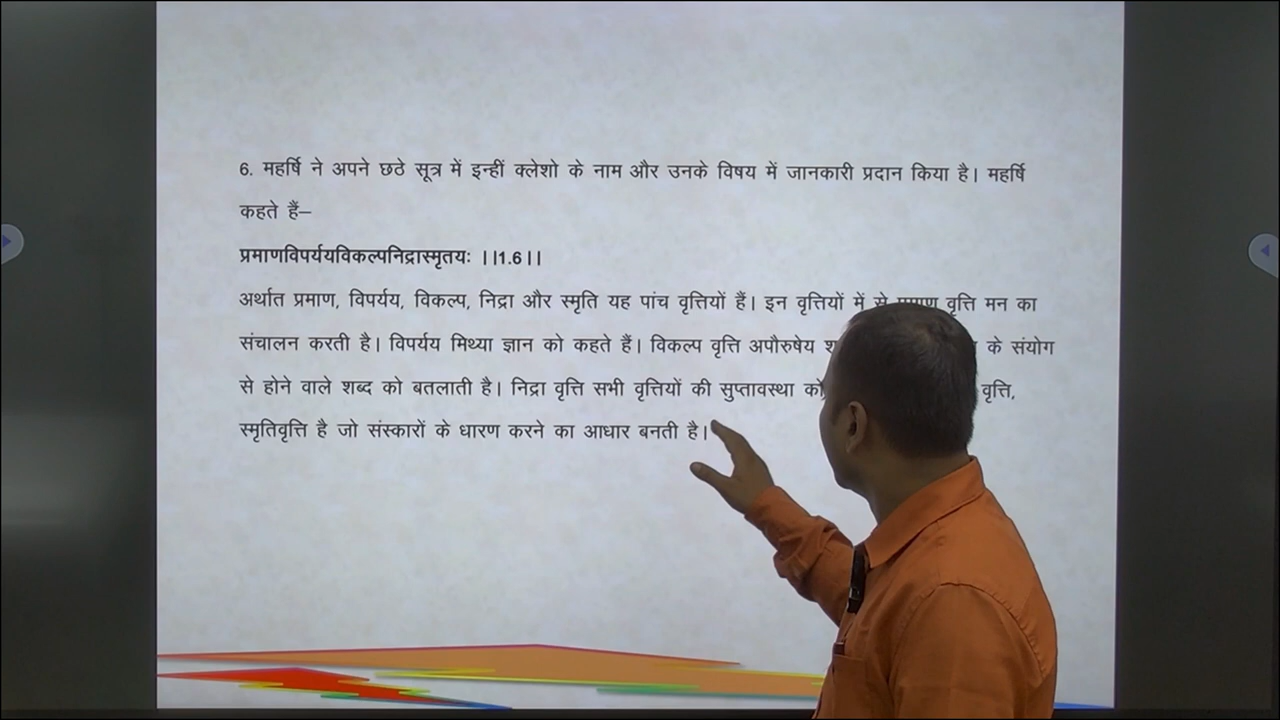 6. महर्षि ने अपने छठे सूत्र में इन्हीं क्लेशो के नाम और उनके विषय में जानकारी प्रदान किया है। महर्षि
कहते हैं–
प्रमाणविपर्ययविकल्पनिद्रास्मृतयः ।।1.6।।
अर्थात प्रमाण, विपर्यय, विकल्प, निद्रा और स्मृति यह पांच वृत्तियों हैं। इन वृत्तियों में से प्रमाण वृत्ति मन का
संचालन करती है। विपर्यय मिथ्या ज्ञान को कहते हैं। विकल्प वृत्ति अपौरुषेय के संयोग
से होने वाले शब्द को बतलाती है। निद्रा वृत्ति सभी वृत्तियों की सुप्तावस्था को वृत्ति,
स्मृतिवृत्ति है जो संस्कारों के धारण करने का आधार बनती है।